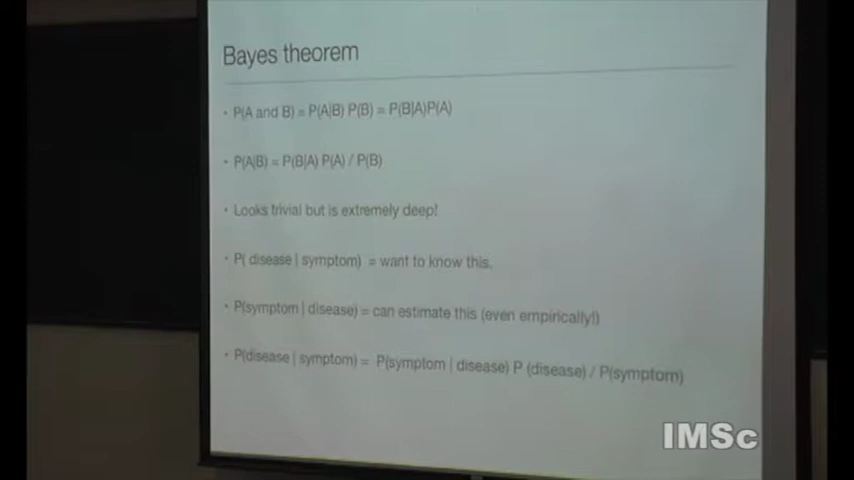 Bayes theorem
• P(A and B) = P(A|B) P(B) = P(B|A)P(A)
• P(A|B) = P(B|A) P(A) / P(B)
• Looks trivial but is extremely deep!
• P( disease | symptom) = want to know this.
• P(symptom | disease) = can estimate this (even empirically!)
• P(disease | symptom) = P(symptom | disease) P (disease) / P(symptom)
IMSc